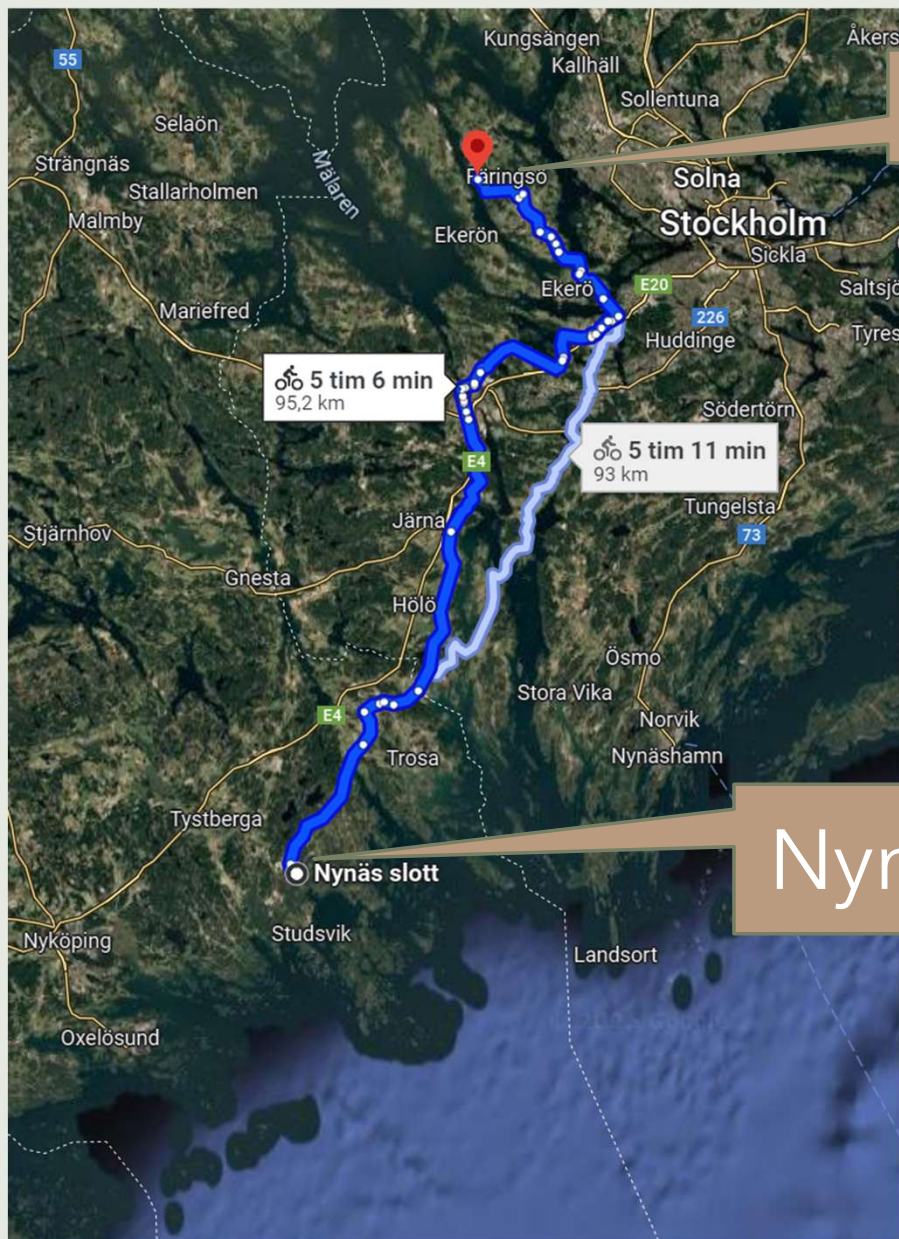 Kungsängen
Åkers
Kallhäll
55
Sollentuna
Selaön
Strängnäs
Mälaren
Färingsö
Solna
Stallarholmen
Malmby
Stockholm
Ekerön
Sickla
Ekerö
E20
Saltsjö
Mariefred
226
Tyres
Huddinge
5 tim 6 min
95,2 km
Södertörn
5 tim 11 min
93 km
E4
Tungelsta
Järna
73
Stjärnhov
Gnesta
Hölö
Ösmo
Stora Vika
E4
Norvik
Nynäshamn
Trosa
Tystberga
Nyn
Nynäs slott
Studsvik
Nyköping
Landsort
Oxelösund